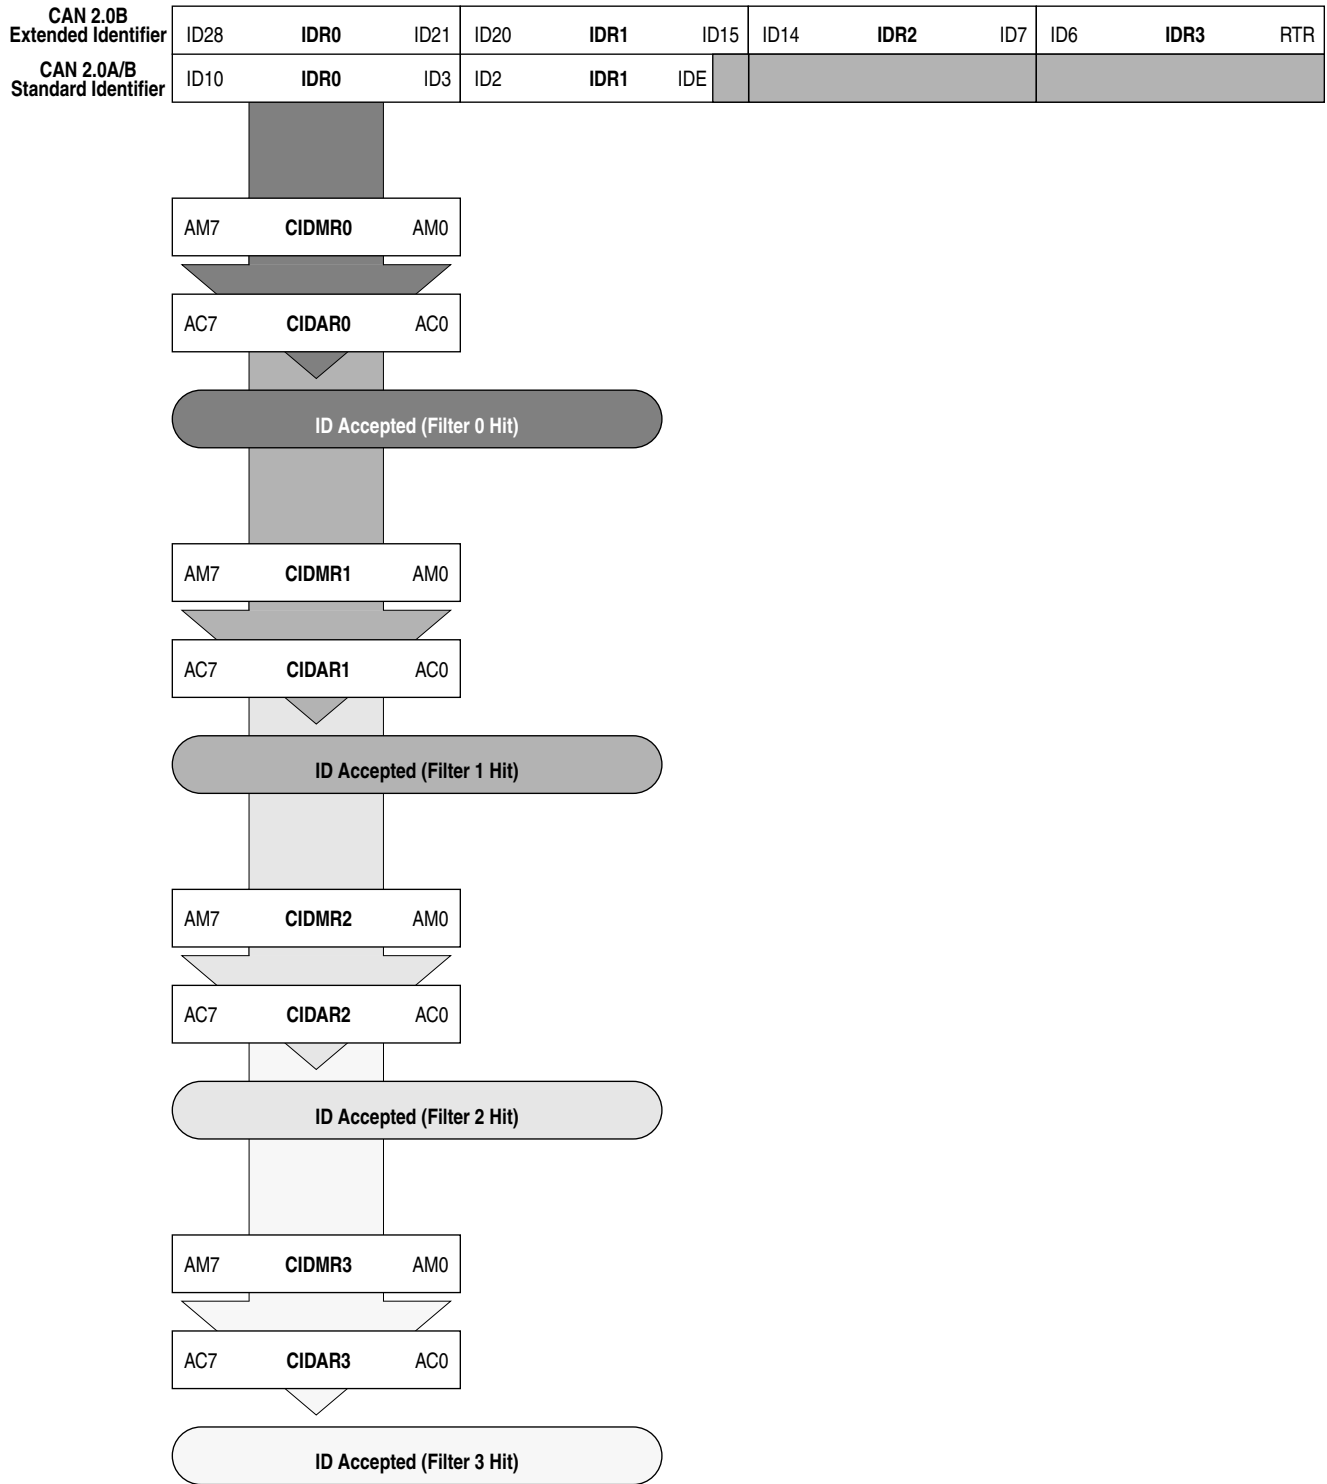 CAN 2.0B
Extended Identifier
ID28 IDR0 ID21 ID20 IDR1 ID15 ID14 IDR2 ID7 ID6 IDR3 RTR
CAN 2.0A/B
Standard Identifier
ID10 IDR0 ID3 ID2 IDR1 IDE
AM7 CIDMR0 AM0
AC7 CIDAR0 AC0
ID Accepted (Filter 0 Hit)
AM7 CIDMR1 AM0
AC7 CIDAR1 AC0
ID Accepted (Filter 1 Hit)
AM7 CIDMR2 AM0
AC7 CIDAR2 AC0
ID Accepted (Filter 2 Hit)
AM7 CIDMR3 AM0
AC7 CIDAR3 AC0
ID Accepted (Filter 3 Hit)